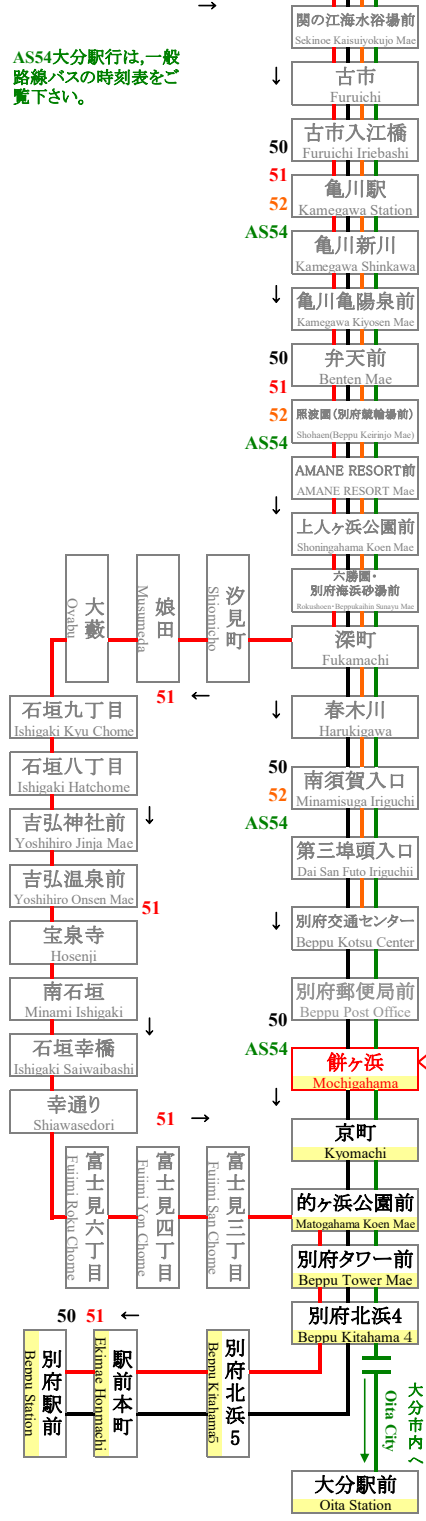 →
関の江海水浴場前
Sekinoe Kaisuiyokujo Mae
AS54大分駅行は,一般
路線バスの時刻表をご
覧下さい。
↓
古市
Furuichi
50
古市入江橋
Furuichi Iriebashi
51
52
亀川駅
Kamegawa Station
AS54
亀川新川
Kamegawa Shinkawa
↓
亀川亀陽泉前
Kamegawa Kiyosen Mae
50
弁天前
Benten Mae
51
52
照波園(別府競輪場前)
Shohaen(Beppu Keirinjo Mae)
AS54
AMANE RESORT前
AMANE RESORT Mae
↓
上人ヶ浜公園前
Shoningahama Koen Mae
六勝園・
別府海浜砂湯前
Rokushoen・Beppukaihin Sunayu Mae
大藪
Oyabu
娘田
Musumeda
汐見町
Shiomicho
深町
Fukamachi
51 ←
石垣九丁目
Ishigaki Kyu Chome
↓
春木川
Harukigawa
石垣八丁目
Ishigaki Hatchome
50
52
南須賀入口
Minamisuga Iriguchi
AS54
吉弘神社前
Yoshihiro Jinja Mae
↓
第三埠頭入口
Dai San Futo Iriguchii
吉弘温泉前
Yoshihiro Onsen Mae
51
↓
別府交通センター
Beppu Kotsu Center
宝泉寺
Hosenji
南石垣
Minami Ishigaki
別府郵便局前
Beppu Post Office
↓
50
石垣幸橋
Ishigaki Saiwaibashi
AS54
餅ヶ浜
Mochigahama
幸通り
Shiawasedori
↓
51 →
京町
Kyomachi
富士見六丁目
Fujimi Roku Chome
富士見四丁目
Fujimi Yon Chome
富士見三丁目
Fujimi San Chome
的ヶ浜公園前
Matogahama Koen Mae
別府タワー前
Beppu Tower Mae
別府北浜4
Beppu Kitahama 4
50 51 ←
別府駅前
Beppu Station
駅前本町
Ekimae Honmachi
別府北浜5
Beppu Kitahama5
大分市内へ
Oita City
↓
大分駅前
Oita Station